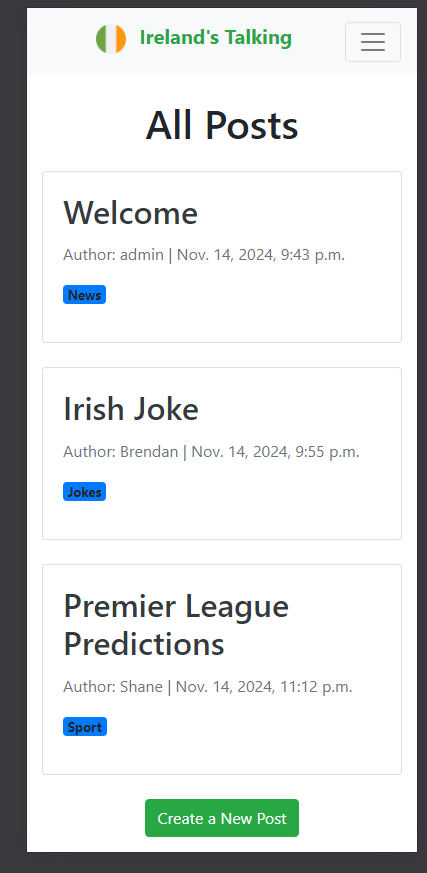 Ireland's Talking
All Posts
Welcome
Author: admin | Nov. 14, 2024, 9:43 p.m.
News
Irish Joke
Author: Brendan | Nov. 14, 2024, 9:55 p.m.
Jokes
Premier League
Predictions
Author: Shane | Nov. 14, 2024, 11:12 p.m.
Sport
Create a New Post